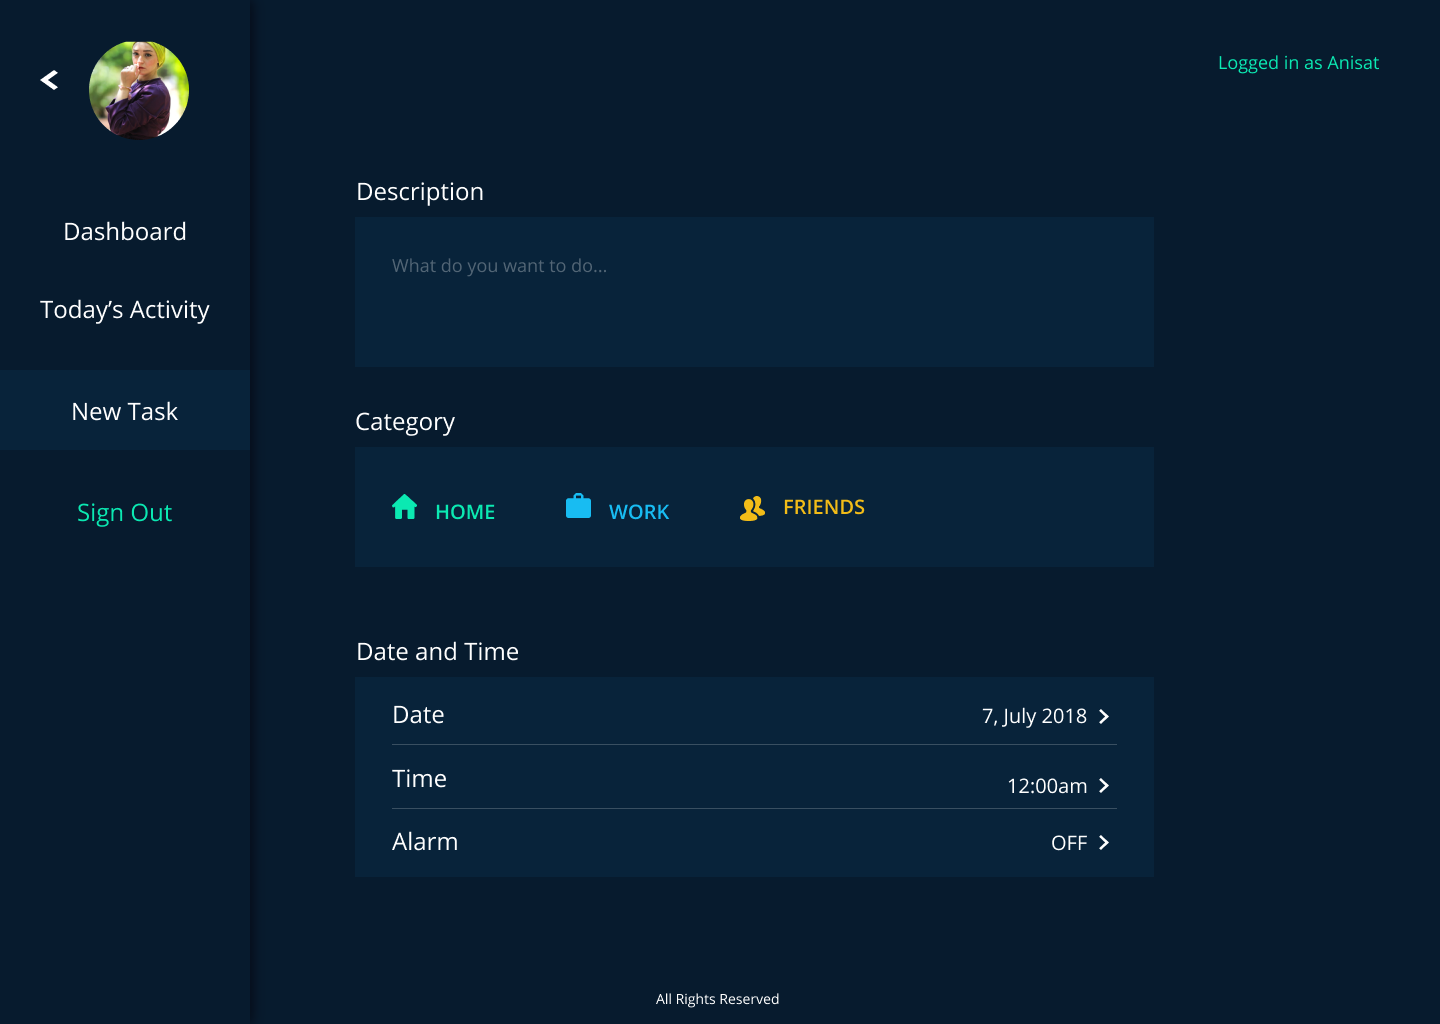 Logged in as Anisat
Dashboard
Today’s Activity
New Task
Sign Out
Description
What do you want to do...
Category
HOME
WORK
FRIENDS
Date and Time
Date
7, July 2018
Time
12:00am
Alarm
OFF
All Rights Reserved